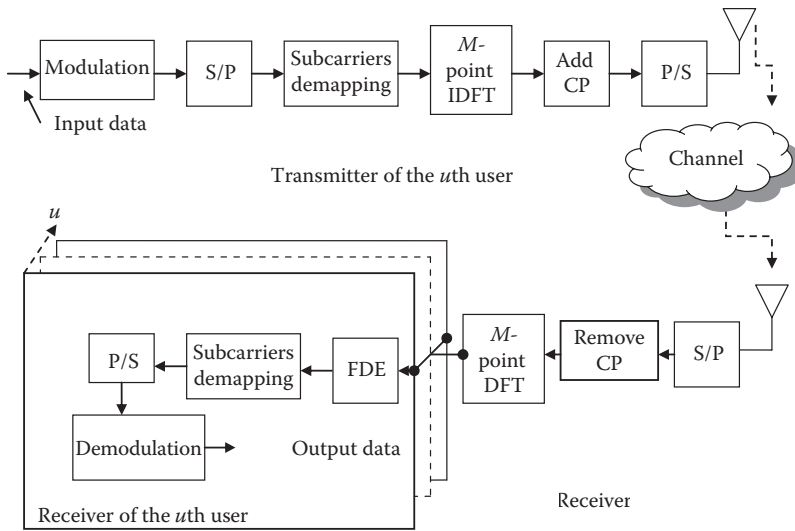 Modulation
S/P
Subcarriers
demapping
M-
point
IDFT
Add
CP
P/S
Input data
Transmitter of the uth user
Channel
u
P/S
Subcarriers
demapping
FDE
M-
point
DFT
Remove
CP
S/P
Demodulation
Output data
Receiver of the uth user
Receiver